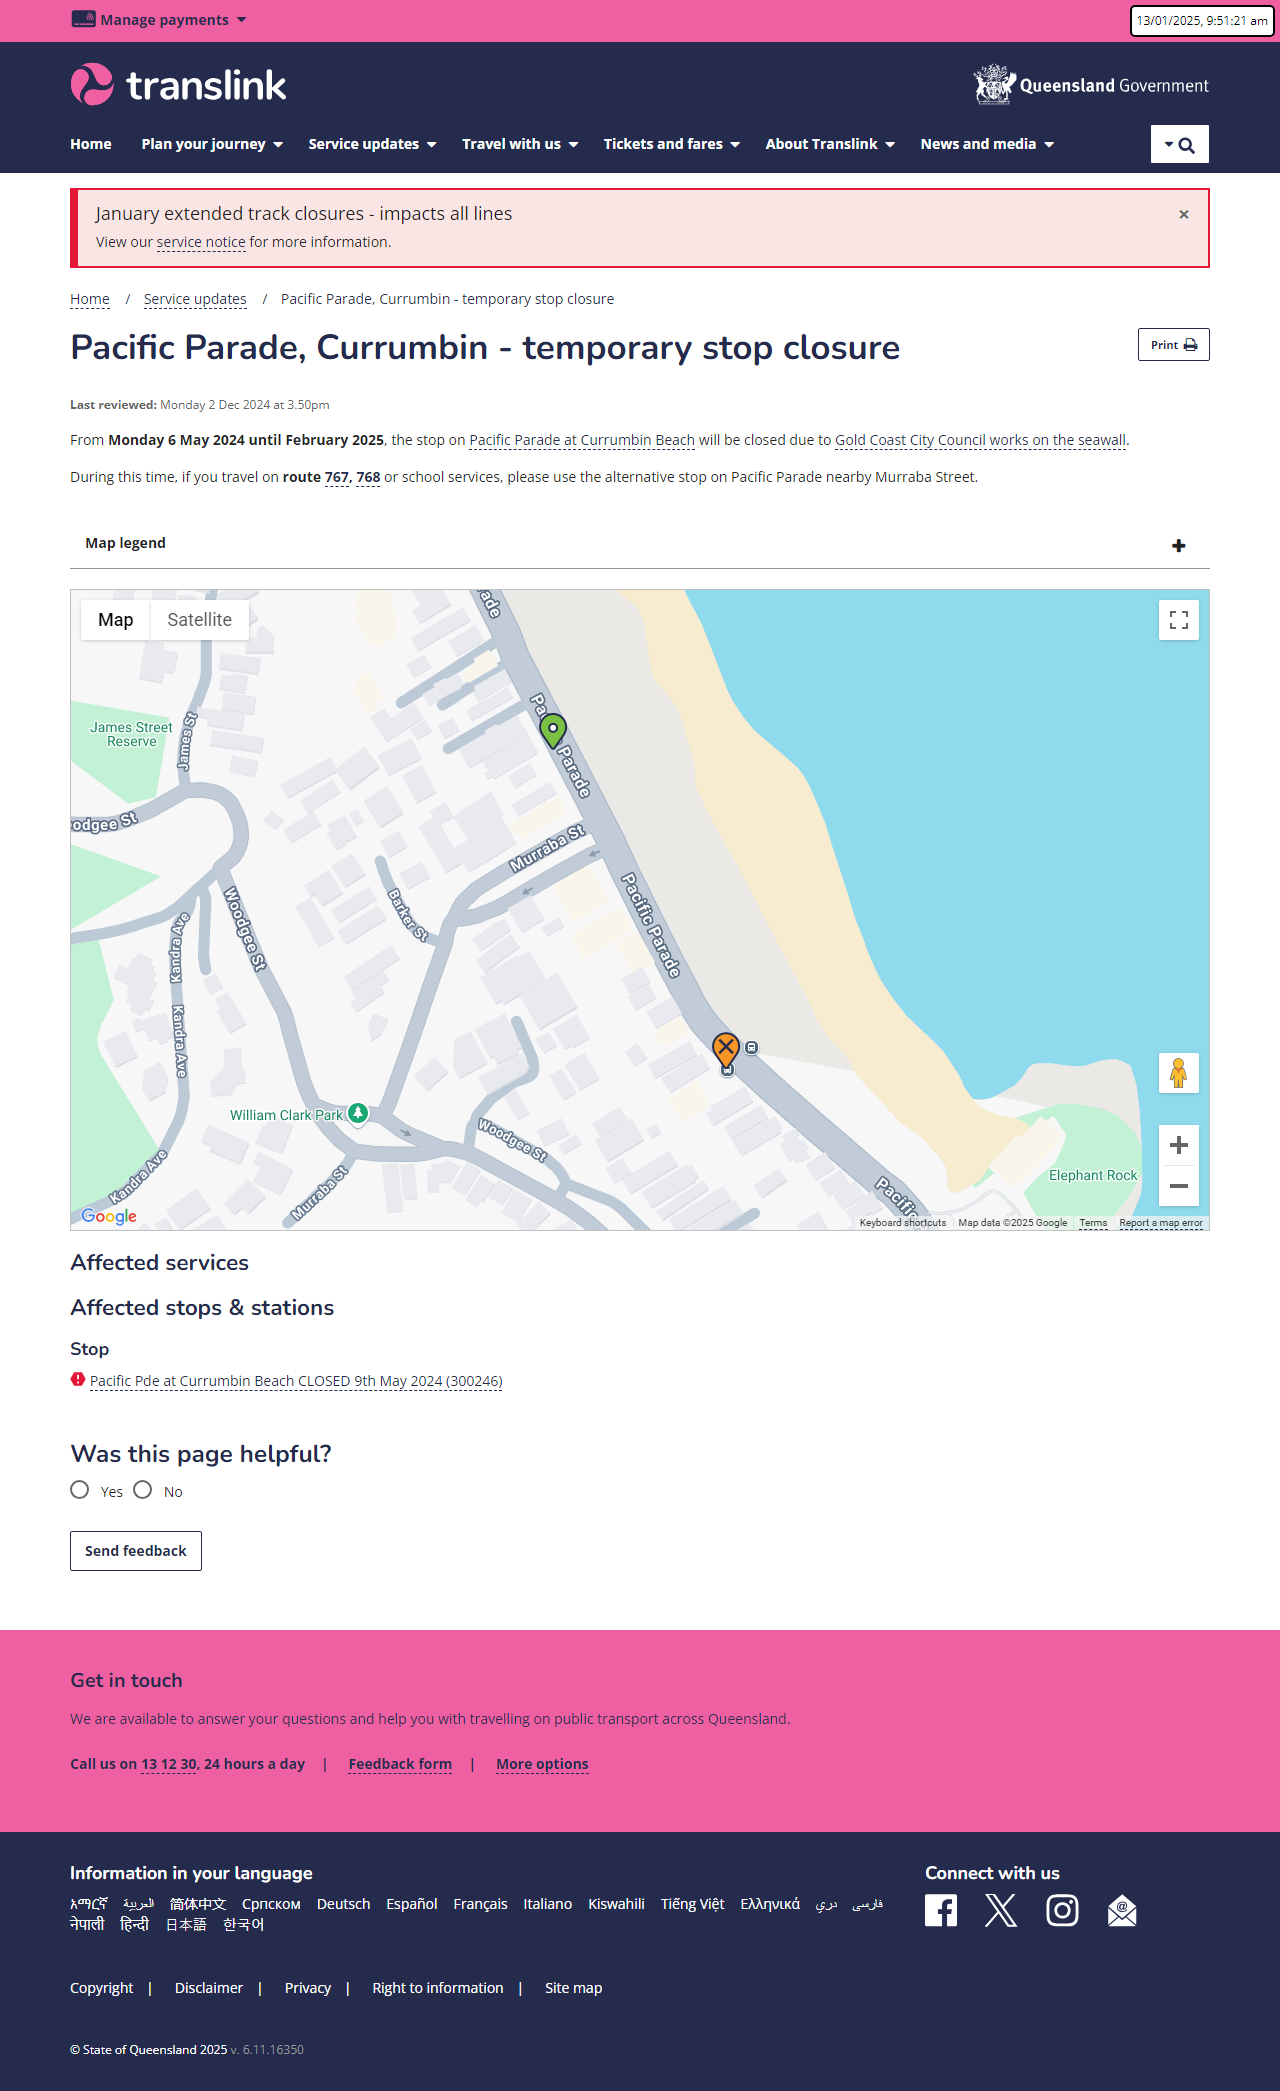 Manage payments
13/01/2025, 9:51:21 am
translink
Queensland Government
Home Plan your journey Service updates Travel with us Tickets and fares About Translink News and media
January extended track closures - impacts all lines
×
View our service notice for more information.
Home / Service updates / Pacific Parade, Currumbin - temporary stop closure
Pacific Parade, Currumbin - temporary stop closure
Print
Last reviewed: Monday 2 Dec 2024 at 3.50pm
From Monday 6 May 2024 until February 2025, the stop on Pacific Parade at Currumbin Beach will be closed due to Gold Coast City Council works on the seawall.
During this time, if you travel on route 767, 768 or school services, please use the alternative stop on Pacific Parade nearby Murraba Street.
Map legend
Map Satellite
James Street
Reserve
James St
Parade
Murraba St
Pacific Parade
Barker St
Woodgee St
Kandra Ave
Kandra Ave
William Clark Park
Woodgee St
Kandra Ave
Murraba St
Elephant Rock
Google
Keyboard shortcuts Map data ©2025 Google Terms Report a map error
Affected services
Affected stops & stations
Stop
Pacific Pde at Currumbin Beach CLOSED 9th May 2024 (300246)
Was this page helpful?
Yes No
Send feedback
Get in touch
We are available to answer your questions and help you with travelling on public transport across Queensland.
Call us on 13 12 30, 24 hours a day | Feedback form | More options
Information in your language
አማርኛ العربية 简体中文 Српском Deutsch Español Français Italiano Kiswahili Tiếng Việt Ελληνικά دری فارسی
नेपाली हिन्दी 日本語 한국어
Connect with us
Copyright | Disclaimer | Privacy | Right to information | Site map
© State of Queensland 2025 v. 6.11.16350